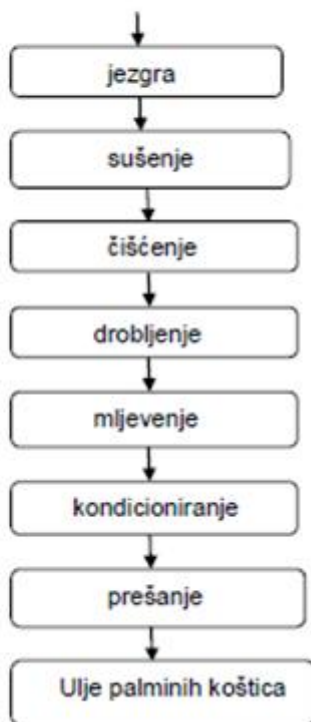 jezgra
sušenje
čišćenje
drobljenje
mljevenje
kondicioniranje
prešanje
Ulje palminih koštica